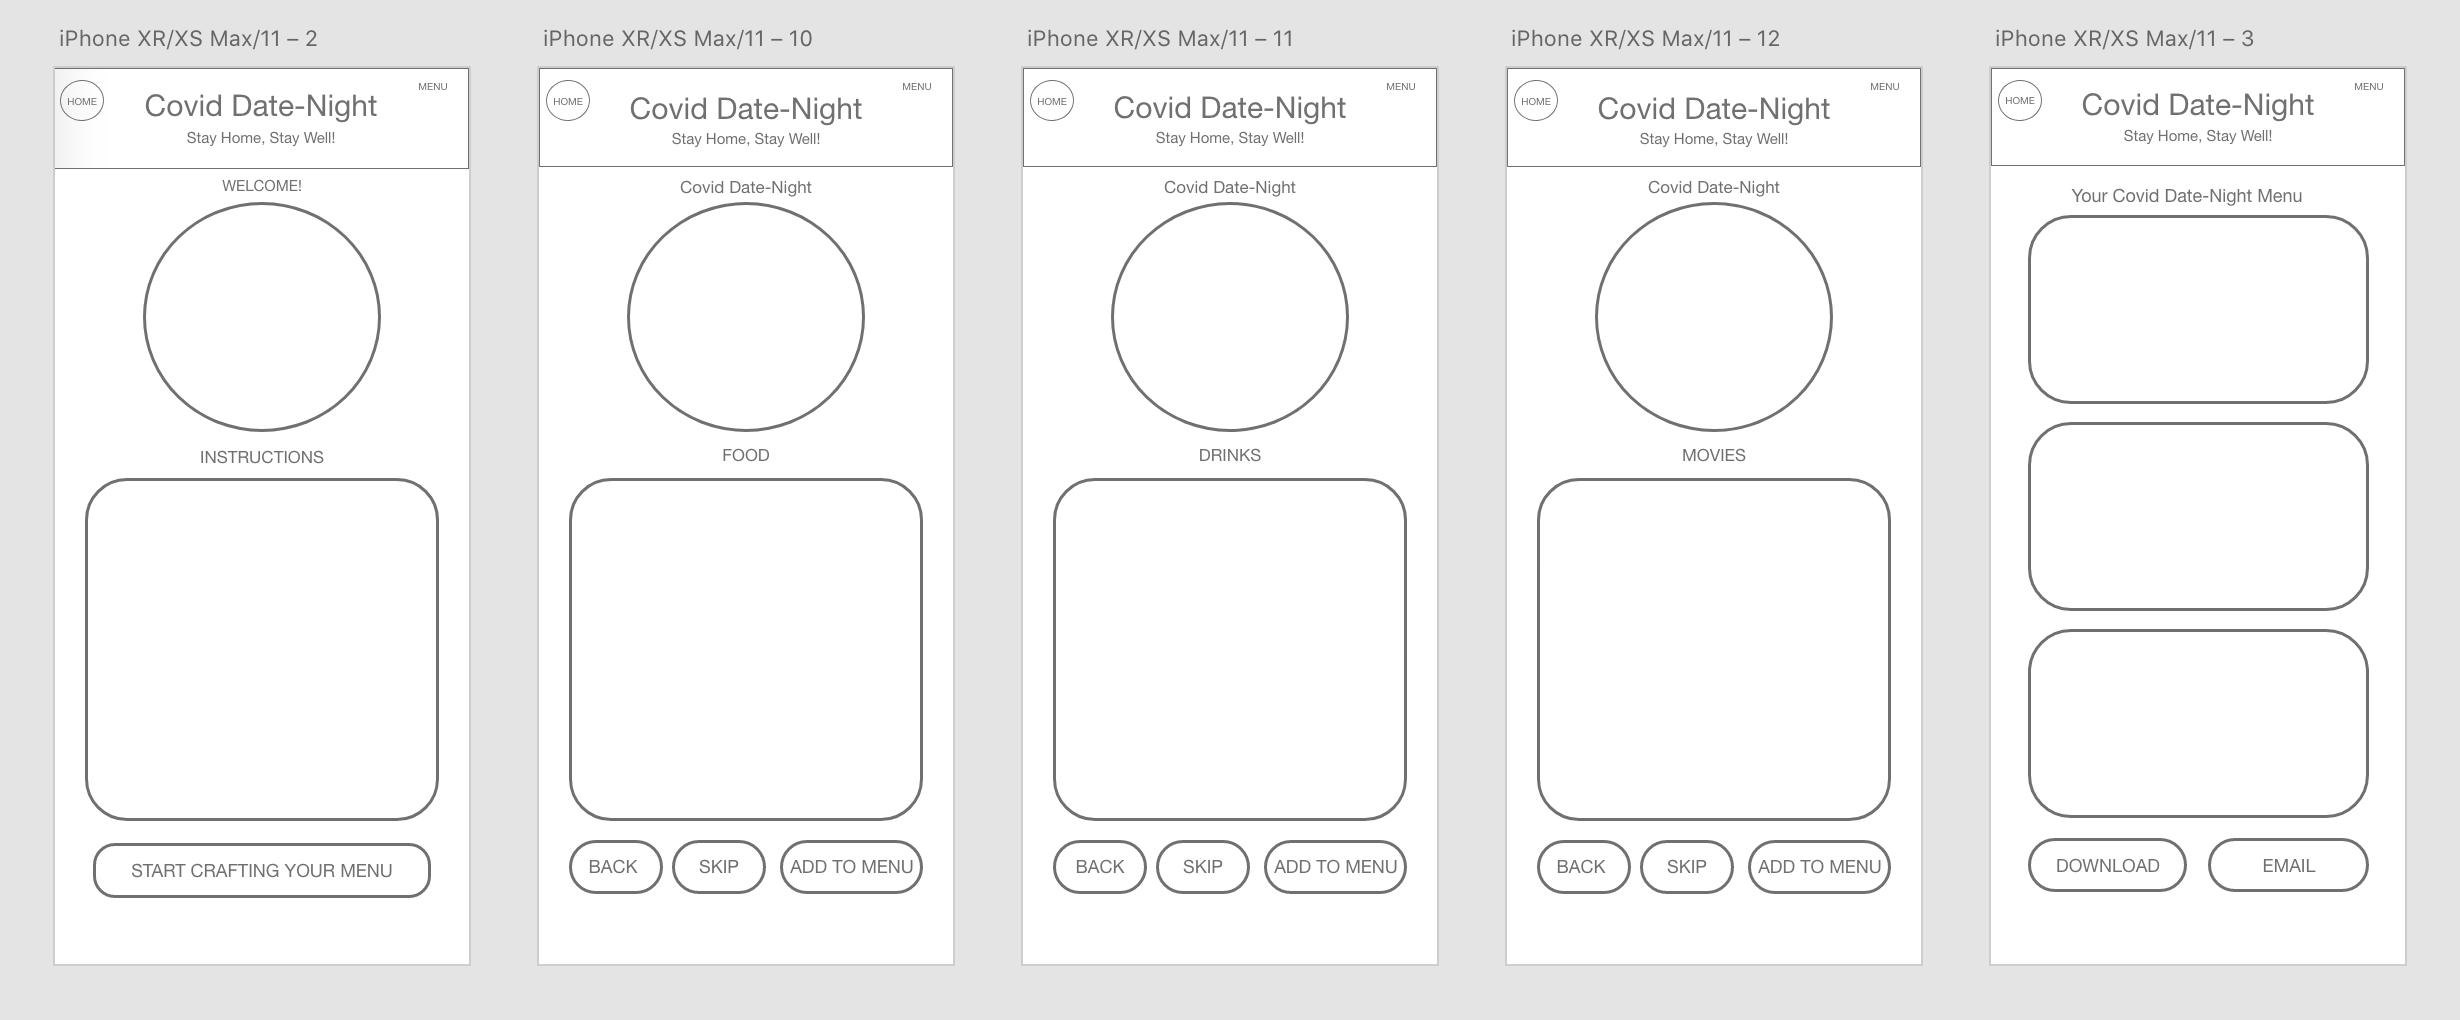 iPhone XR/XS Max/11 – 2
HOME
MENU
Covid Date-Night
Stay Home, Stay Well!
WELCOME!
INSTRUCTIONS
START CRAFTING YOUR MENU
iPhone XR/XS Max/11 – 10
HOME
MENU
Covid Date-Night
Stay Home, Stay Well!
Covid Date-Night
FOOD
BACK SKIP ADD TO MENU
iPhone XR/XS Max/11 – 11
HOME
MENU
Covid Date-Night
Stay Home, Stay Well!
Covid Date-Night
DRINKS
BACK SKIP ADD TO MENU
iPhone XR/XS Max/11 – 12
HOME
MENU
Covid Date-Night
Stay Home, Stay Well!
Covid Date-Night
MOVIES
BACK SKIP ADD TO MENU
iPhone XR/XS Max/11 – 3
HOME
MENU
Covid Date-Night
Stay Home, Stay Well!
Your Covid Date-Night Menu
DOWNLOAD EMAIL